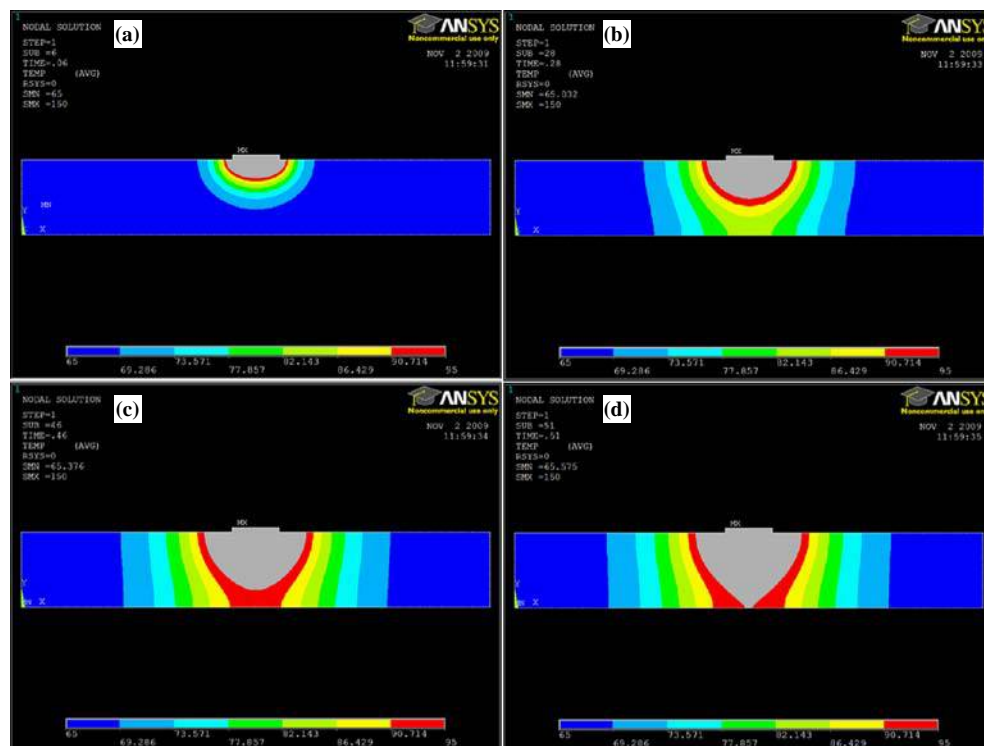 1
NODAL SOLUTION
(a)
ANSYS
Noncommercial use only
STEP=1
SUB =6
TIME=.06
TEMP (AVG)
RSYS=0
SMN =65
SMX =150
NOV 2 2009
11:59:31
MX
MN
Y
X
65 73.571 82.143 90.714
69.286 77.857 86.429 95
1
NODAL SOLUTION
(b)
ANSYS
Noncommercial use only
STEP=1
SUB =28
TIME=.28
TEMP (AVG)
RSYS=0
SMN =65.032
SMX =150
NOV 2 2009
11:59:33
MX
Y
X
65 73.571 82.143 90.714
69.286 77.857 86.429 95
1
NODAL SOLUTION
(c)
ANSYS
Noncommercial use only
STEP=1
SUB =46
TIME=.46
TEMP (AVG)
RSYS=0
SMN =65.376
SMX =150
NOV 2 2009
11:59:34
MX
Y
MN X
65 73.571 82.143 90.714
69.286 77.857 86.429 95
1
NODAL SOLUTION
(d)
ANSYS
Noncommercial use only
STEP=1
SUB =51
TIME=.51
TEMP (AVG)
RSYS=0
SMN =65.575
SMX =150
NOV 2 2009
11:59:35
MX
Y
MN X
65 73.571 82.143 90.714
69.286 77.857 86.429 95